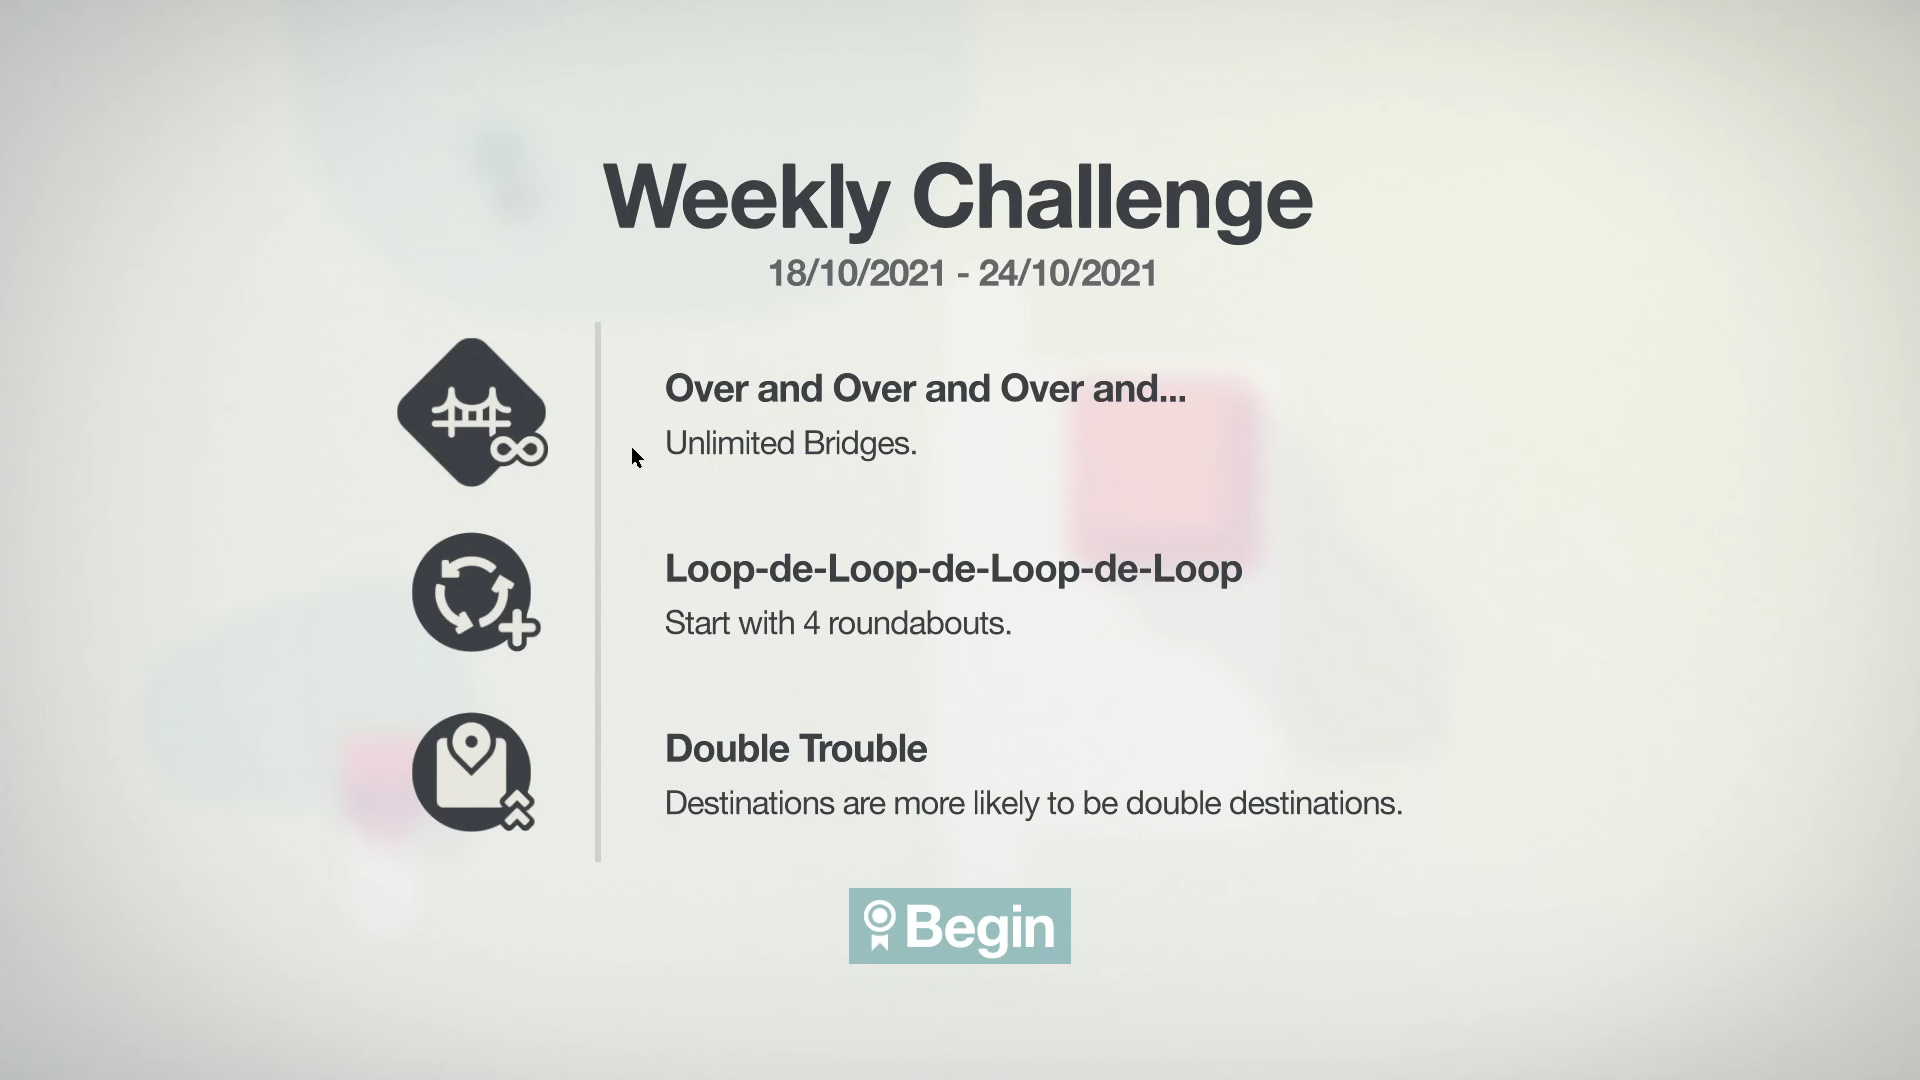 Weekly Challenge
18/10/2021 - 24/10/2021
Over and Over and Over and...
Unlimited Bridges.
Loop-de-Loop-de-Loop-de-Loop
Start with 4 roundabouts.
Double Trouble
Destinations are more likely to be double destinations.
Begin